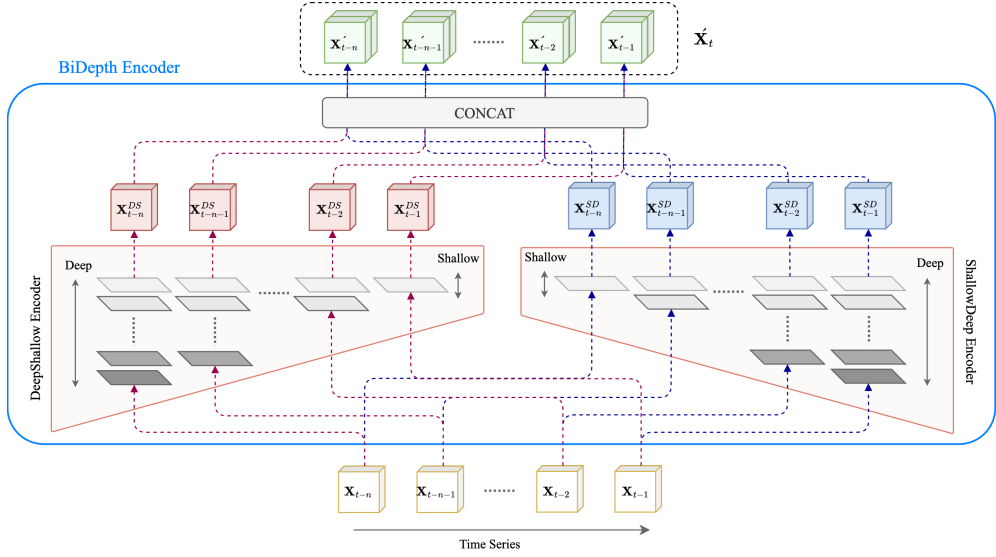 X́_{t−n} X́_{t−n−1} ........ X́_{t−2} X́_{t−1} X́_t
BiDepth Encoder
CONCAT
X^{DS}_{t−n} X^{DS}_{t−n−1} X^{DS}_{t−2} X^{DS}_{t−1} X^{SD}_{t−n} X^{SD}_{t−n−1} X^{SD}_{t−2} X^{SD}_{t−1}
DeepShallow Encoder
Deep
Shallow
Shallow
Deep
ShallowDeep Encoder
X_{t−n} X_{t−n−1} ........ X_{t−2} X_{t−1}
Time Series